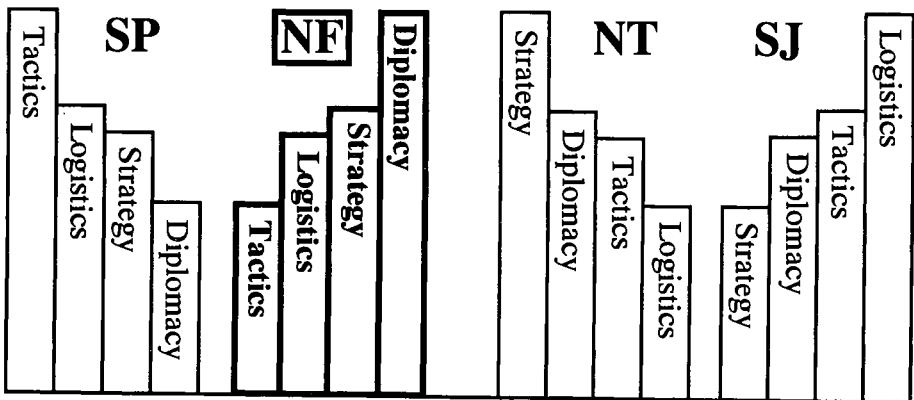 SP
NF
NT
SJ
Tactics
Logistics
Strategy
Diplomacy
Tactics
Logistics
Strategy
Diplomacy
Strategy
Diplomacy
Tactics
Logistics
Strategy
Diplomacy
Tactics
Logistics